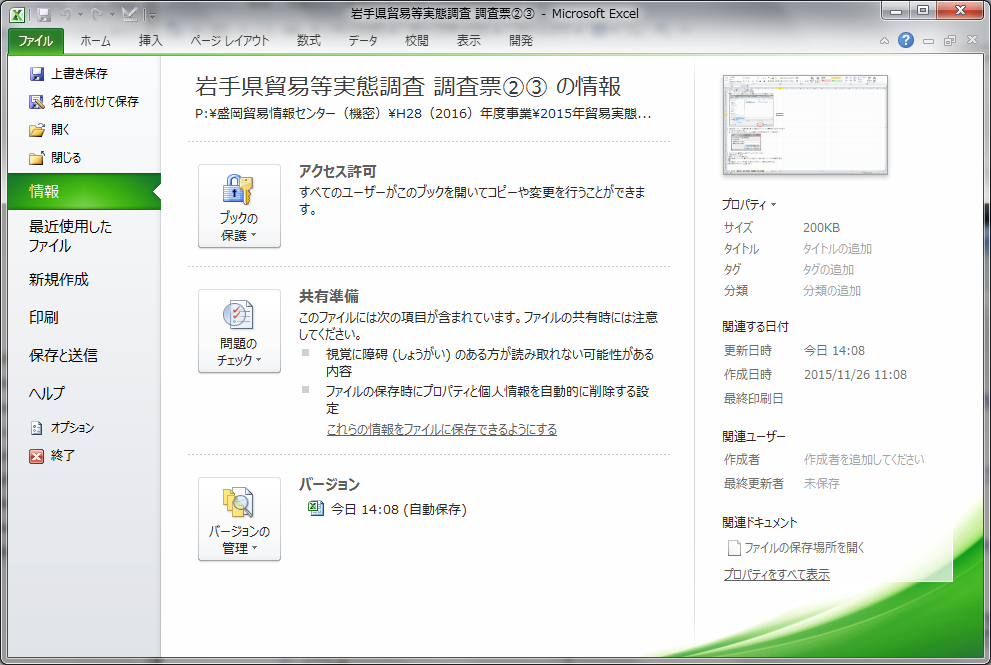 岩手県貿易等実態調査 調査票②③ - Microsoft Excel
ファイル ホーム 挿入 ページ レイアウト 数式 データ 校閲 表示 開発
上書き保存
名前を付けて保存
開く
閉じる
情報
最近使用した
ファイル
新規作成
印刷
保存と送信
ヘルプ
オプション
終了
岩手県貿易等実態調査 調査票②③ の情報
P:¥盛岡貿易情報センター（機密）¥H28（2016）年度事業¥2015年貿易実態...
ブックの
保護
アクセス許可
すべてのユーザーがこのブックを開いてコピーや変更を行うことができま
す。
問題の
チェック
共有準備
このファイルには次の項目が含まれています。ファイルの共有時には注意
してください。
視覚に障碍 (しょうがい) のある方が読み取れない可能性がある
内容
ファイルの保存時にプロパティと個人情報を自動的に削除する設
定
これらの情報をファイルに保存できるようにする
バージョンの
管理
バージョン
今日 14:08 (自動保存)
プロパティ
サイズ 200KB
タイトル タイトルの追加
タグ タグの追加
分類 分類の追加
関連する日付
更新日時 今日 14:08
作成日時 2015/11/26 11:08
最終印刷日
関連ユーザー
作成者 作成者を追加してください
最終更新者 未保存
関連ドキュメント
ファイルの保存場所を開く
プロパティをすべて表示